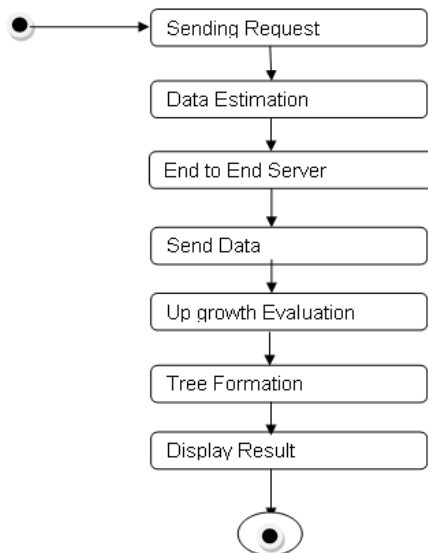 Sending Request
Data Estimation
End to End Server
Send Data
Up growth Evaluation
Tree Formation
Display Result